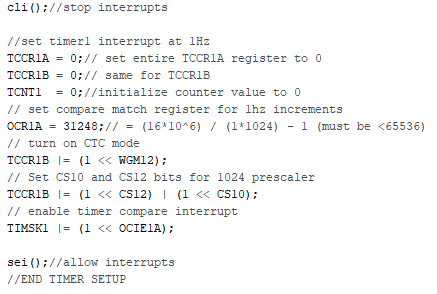 cli();//stop interrupts
//set timer1 interrupt at 1Hz
TCCR1A = 0;// set entire TCCR1A register to 0
TCCR1B = 0;// same for TCCR1B
TCNT1  = 0;//initialize counter value to 0
// set compare match register for 1hz increments
OCR1A = 31248;// = (16*10^6) / (1*1024) - 1 (must be <65536)
// turn on CTC mode
TCCR1B |= (1 << WGM12);
// Set CS10 and CS12 bits for 1024 prescaler
TCCR1B |= (1 << CS12) | (1 << CS10);
// enable timer compare interrupt
TIMSK1 |= (1 << OCIE1A);
sei();//allow interrupts
//END TIMER SETUP